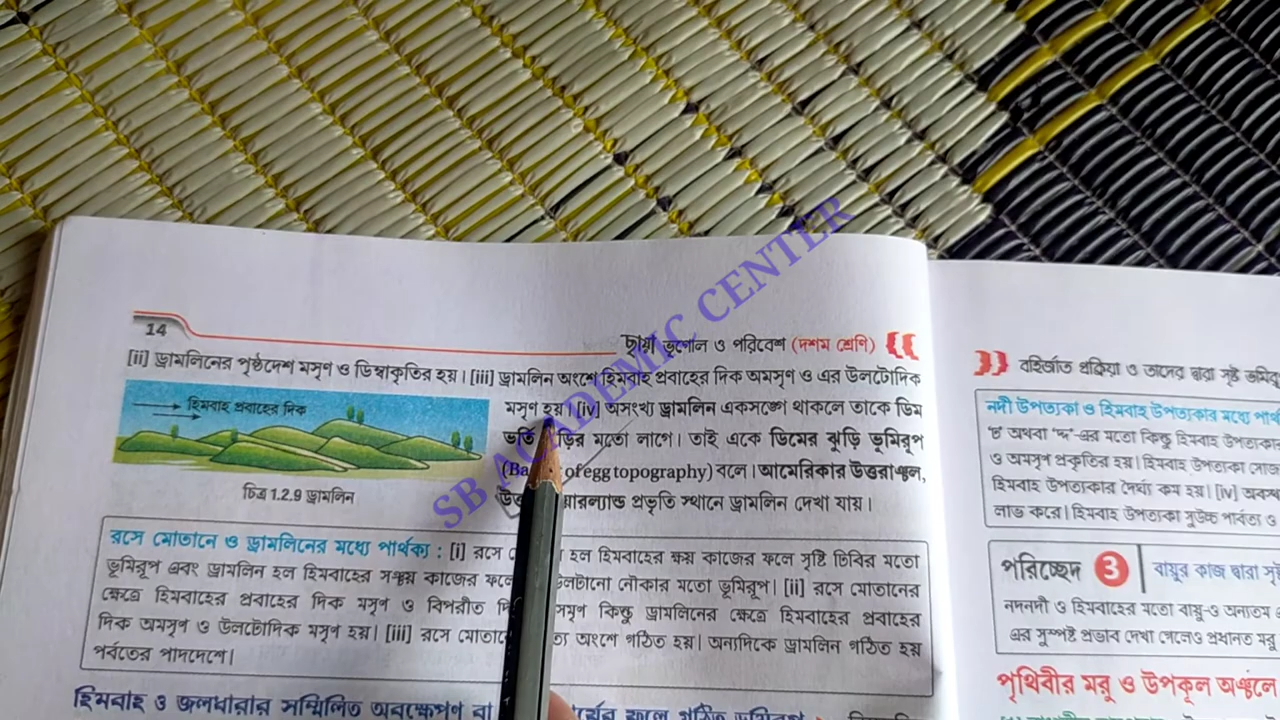 14
ছায়া ভূগোল ও পরিবেশ (দশম শ্রেণি)
[ii] ড্রামলিনের পৃষ্ঠদেশ মসৃণ ও ডিম্বাকৃতির হয়। [iii] ড্রামলিন অংশে হিমবাহ প্রবাহের দিক অমসৃণ ও এর উলটোদিক
মসৃণ হয়। [iv] অসংখ্য ড্রামলিন একসঙ্গে থাকলে তাকে ডিম
ভর্তি ঝুড়ির মতো লাগে। তাই একে ডিমের ঝুড়ি ভূমিরূপ
of egg topography) বলে। আমেরিকার উত্তরাঞ্চল,
প্রভৃতি স্থানে ড্রামলিন দেখা যায়।
হিমবাহ প্রবাহের দিক
চিত্র 1.2.9 ড্রামলিন
রসে মোতানে ও ড্রামলিনের মধ্যে পার্থক্য : [i] রসে হল হিমবাহের ক্ষয় কাজের ফলে সৃষ্টি ঢিবির মতো
ভূমিরূপ এবং ড্রামলিন হল হিমবাহের সঞ্চয় কাজের ফলে উলটানো নৌকার মতো ভূমিরূপ। [ii] রসে মোতানের
ক্ষেত্রে হিমবাহের প্রবাহের দিক মসৃণ ও বিপরীত কিন্তু ড্রামলিনের ক্ষেত্রে হিমবাহের প্রবাহের
দিক অমসৃণ ও উলটোদিক মসৃণ হয়। [iii] রসে অংশে গঠিত হয়। অন্যদিকে ড্রামলিন গঠিত হয়
পর্বতের পাদদেশে।
হিমবাহ ও জলধারার সম্মিলিত অবক্ষেপণ বা
বহির্জাত প্রক্রিয়া ও তাদের দ্বারা সৃষ্ট
নদী উপত্যকা ও হিমবাহ উপত্যকার মধ্যে
মতো কিন্তু হিমবাহ
ও অমসৃণ প্রকৃতির হয়। হিমবাহ উপত্যকা
হিমবাহ উপত্যকার দৈর্ঘ্য কম হয়। [iv]
লাভ করে। হিমবাহ উপত্যকা সুউচ্চ পার্বত্য ও
পরিচ্ছেদ 3 বায়ুর কাজ দ্বারা
নদনদী ও হিমবাহের মতো বায়ু-ও অন্যতম
এর সুস্পষ্ট প্রভাব দেখা গেলেও প্রধানত মরু
পৃথিবীর মরু ও উপকূল অঞ্চলে
SB ACADEMIC CENTER